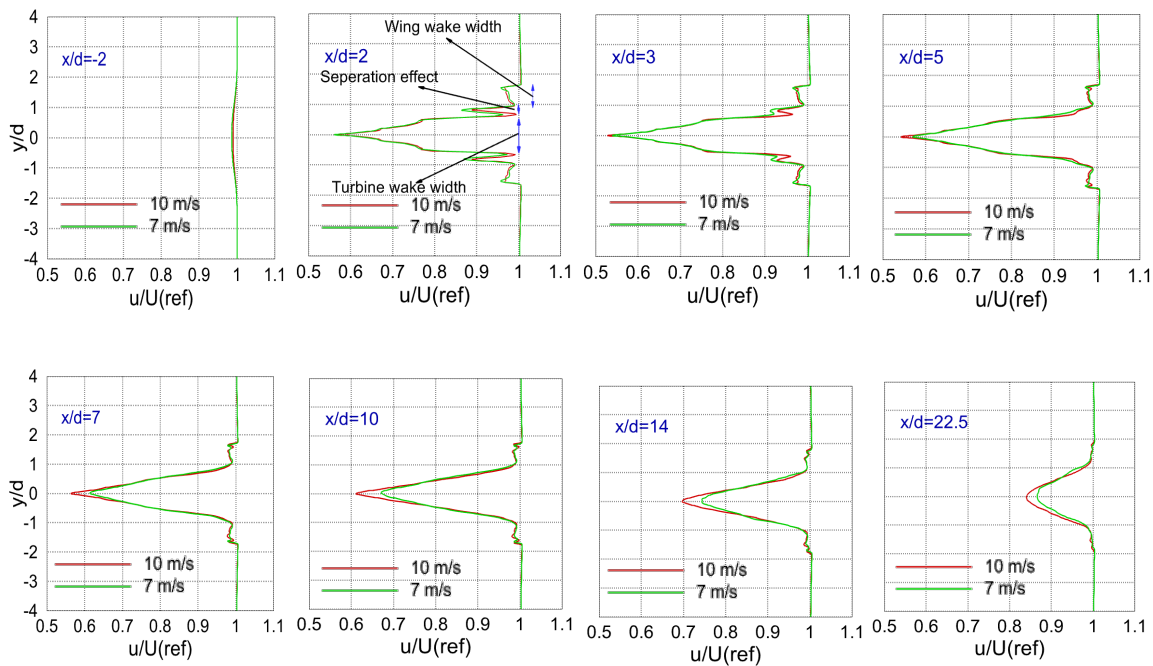 4
3
2
1
0
-1
-2
-3
-4
y/d
x/d=-2
10 m/s
7 m/s
0.5 0.6 0.7 0.8 0.9 1 1.1
u/U(ref)
Wing wake width
x/d=2
Seperation effect
Turbine wake width
10 m/s
7 m/s
0.5 0.6 0.7 0.8 0.9 1 1.1
u/U(ref)
x/d=3
10 m/s
7 m/s
0.5 0.6 0.7 0.8 0.9 1 1.1
u/U(ref)
x/d=5
10 m/s
7 m/s
0.5 0.6 0.7 0.8 0.9 1 1.1
u/U(ref)
4
3
2
1
0
-1
-2
-3
-4
y/d
x/d=7
10 m/s
7 m/s
0.5 0.6 0.7 0.8 0.9 1 1.1
u/U(ref)
x/d=10
10 m/s
7 m/s
0.5 0.6 0.7 0.8 0.9 1 1.1
u/U(ref)
x/d=14
10 m/s
7 m/s
0.5 0.6 0.7 0.8 0.9 1 1.1
u/U(ref)
x/d=22.5
10 m/s
7 m/s
0.5 0.6 0.7 0.8 0.9 1 1.1
u/U(ref)